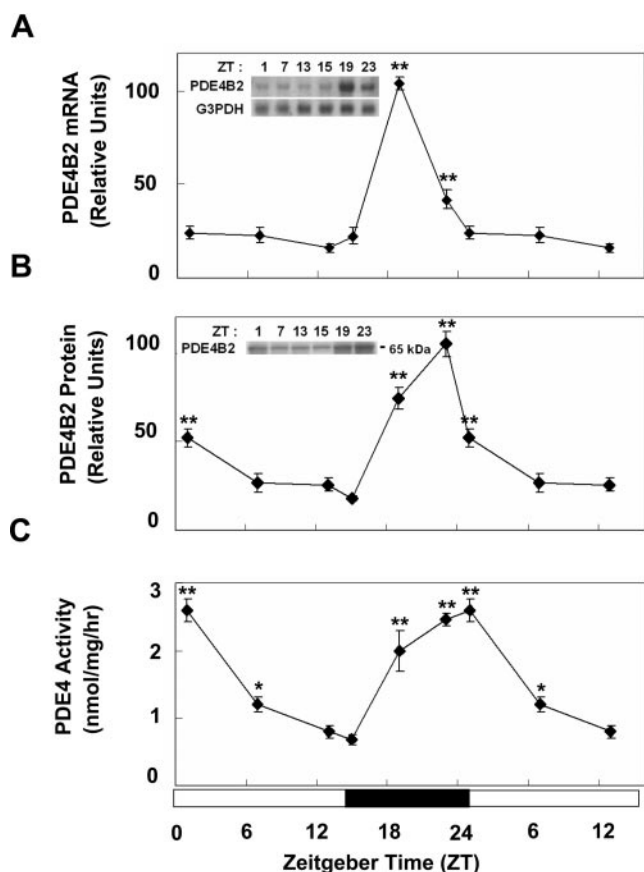 A
ZT : 1 7 13 15 19 23
PDE4B2
G3PDH
**
**
100
50
0
PDE4B2 mRNA
(Relative Units)
B
ZT : 1 7 13 15 19 23
PDE4B2 - 65 kDa
**
**
**
**
100
50
0
PDE4B2 Protein
(Relative Units)
C
**
*
**
**
**
*
3
2
1
0
PDE4 Activity
(nmol/mg/hr)
0 6 12 18 24 6 12
Zeitgeber Time (ZT)